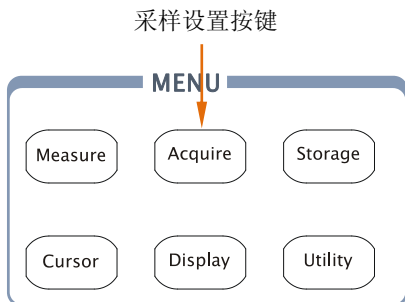 采样设置按键
MENU
Measure Acquire Storage
Cursor Display Utility